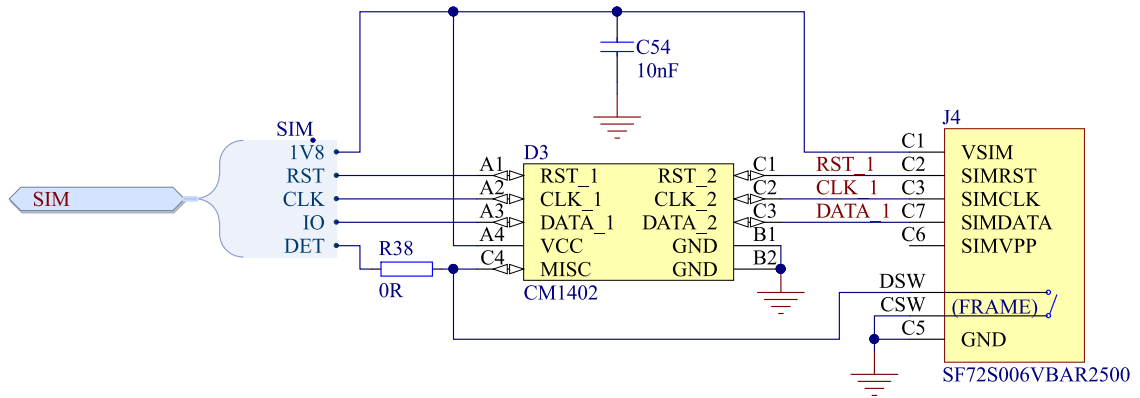 C54
10nF
SIM
1V8
RST
CLK
IO
DET
SIM
R38
0R
D3
A1
A2
A3
A4
C4
RST_1
CLK_1
DATA_1
VCC
MISC
RST_2
CLK_2
DATA_2
GND
GND
C1
C2
C3
B1
B2
CM1402
RST_1
CLK_1
DATA_1
J4
C1
C2
C3
C7
C6
DSW
CSW
C5
VSIM
SIMRST
SIMCLK
SIMDATA
SIMVPP
(FRAME)
GND
SF72S006VBAR2500